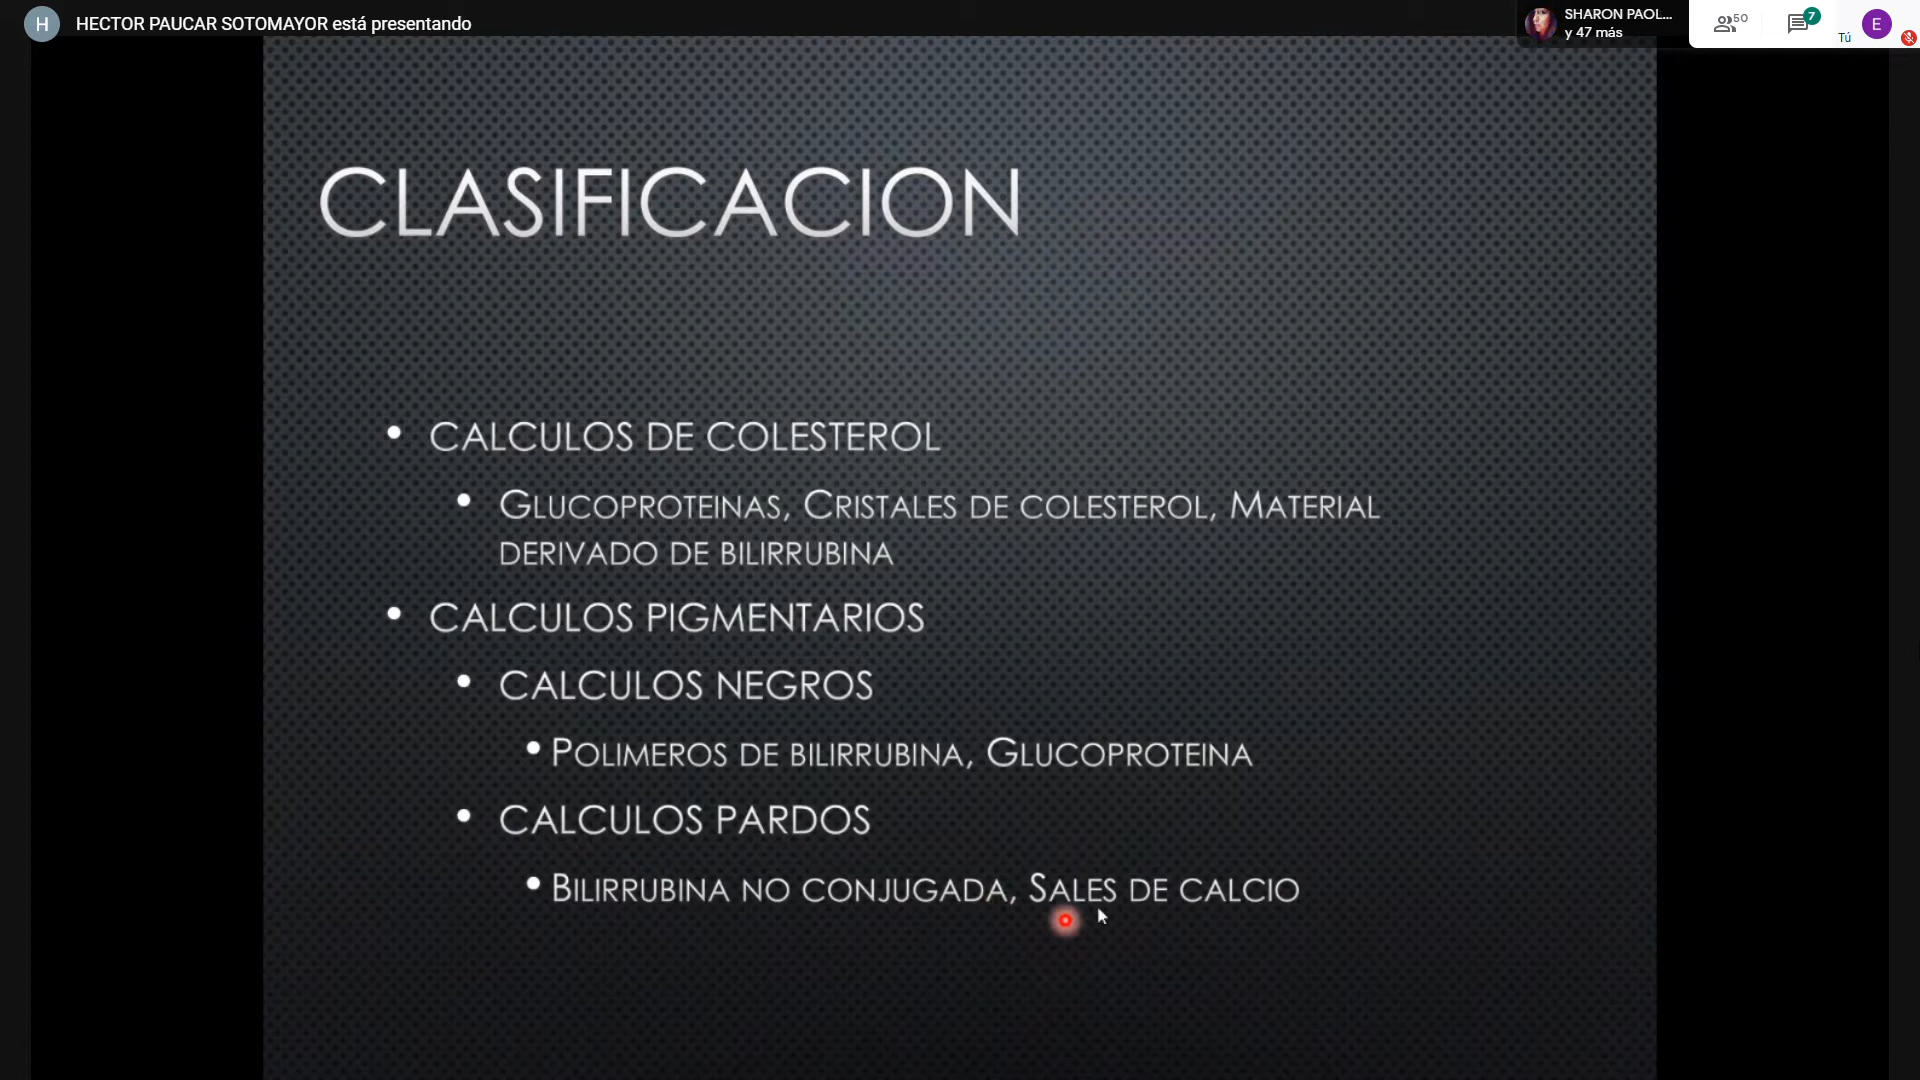 H HECTOR PAUCAR SOTOMAYOR está presentando
SHARON PAOL...
y 47 más
50
7
Tú
E
CLASIFICACION
• CALCULOS DE COLESTEROL
• GLUCOPROTEINAS, CRISTALES DE COLESTEROL, MATERIAL
DERIVADO DE BILIRRUBINA
• CALCULOS PIGMENTARIOS
• CALCULOS NEGROS
• POLIMEROS DE BILIRRUBINA, GLUCOPROTEINA
• CALCULOS PARDOS
• BILIRRUBINA NO CONJUGADA, SALES DE CALCIO